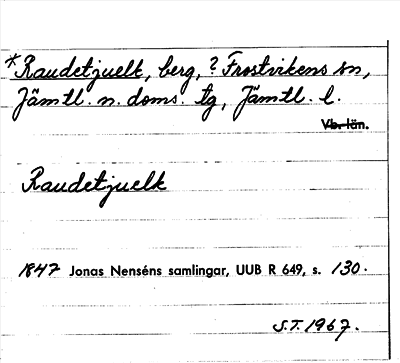 *Raudetjuelk, berg, ? Frostvikens sn,
Jämtl. n. doms. tg, Jämtl. l.
Vb. län.
Raudetjuelk
1847 Jonas Nenséns samlingar, UUB R 649, s. 130.
S.T. 1967.